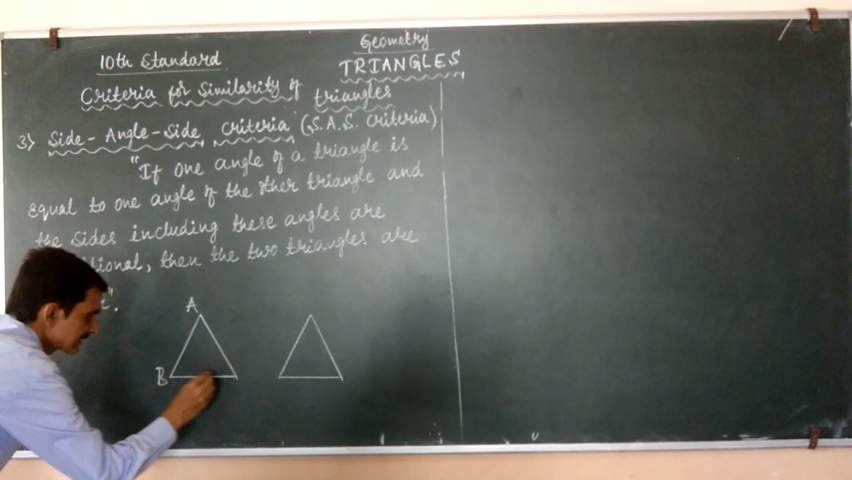 Geometry
10th Standard
TRIANGLES
Criteria for Similarity of triangles
3) Side-Angle-Side Criteria (S.A.S. Criteria)
"If one angle of a triangle is
Equal to one angle of the other triangle and
the sides including these angles are
then the two triangles are
A
B